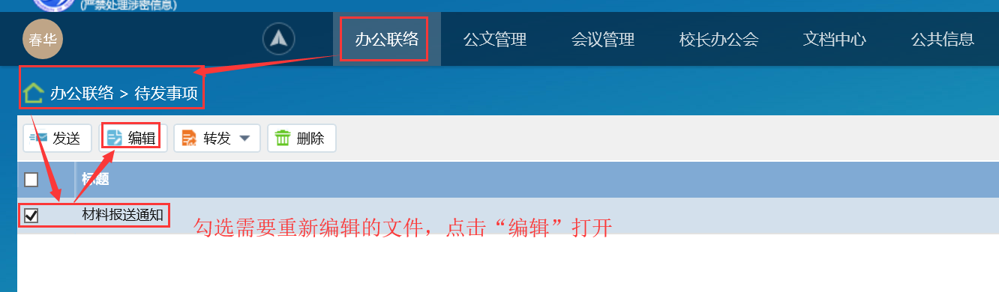 (严禁处理涉密信息)
春华
办公联络
公文管理
会议管理
校长办公会
文档中心
公共信息
办公联络 > 待发事项
发送
编辑
转发
删除
标题
材料报送通知
勾选需要重新编辑的文件，点击“编辑”打开